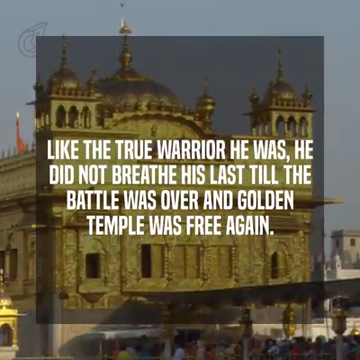 LIKE THE TRUE WARRIOR HE WAS, HE
DID NOT BREATHE HIS LAST TILL THE
BATTLE WAS OVER AND GOLDEN
TEMPLE WAS FREE AGAIN.